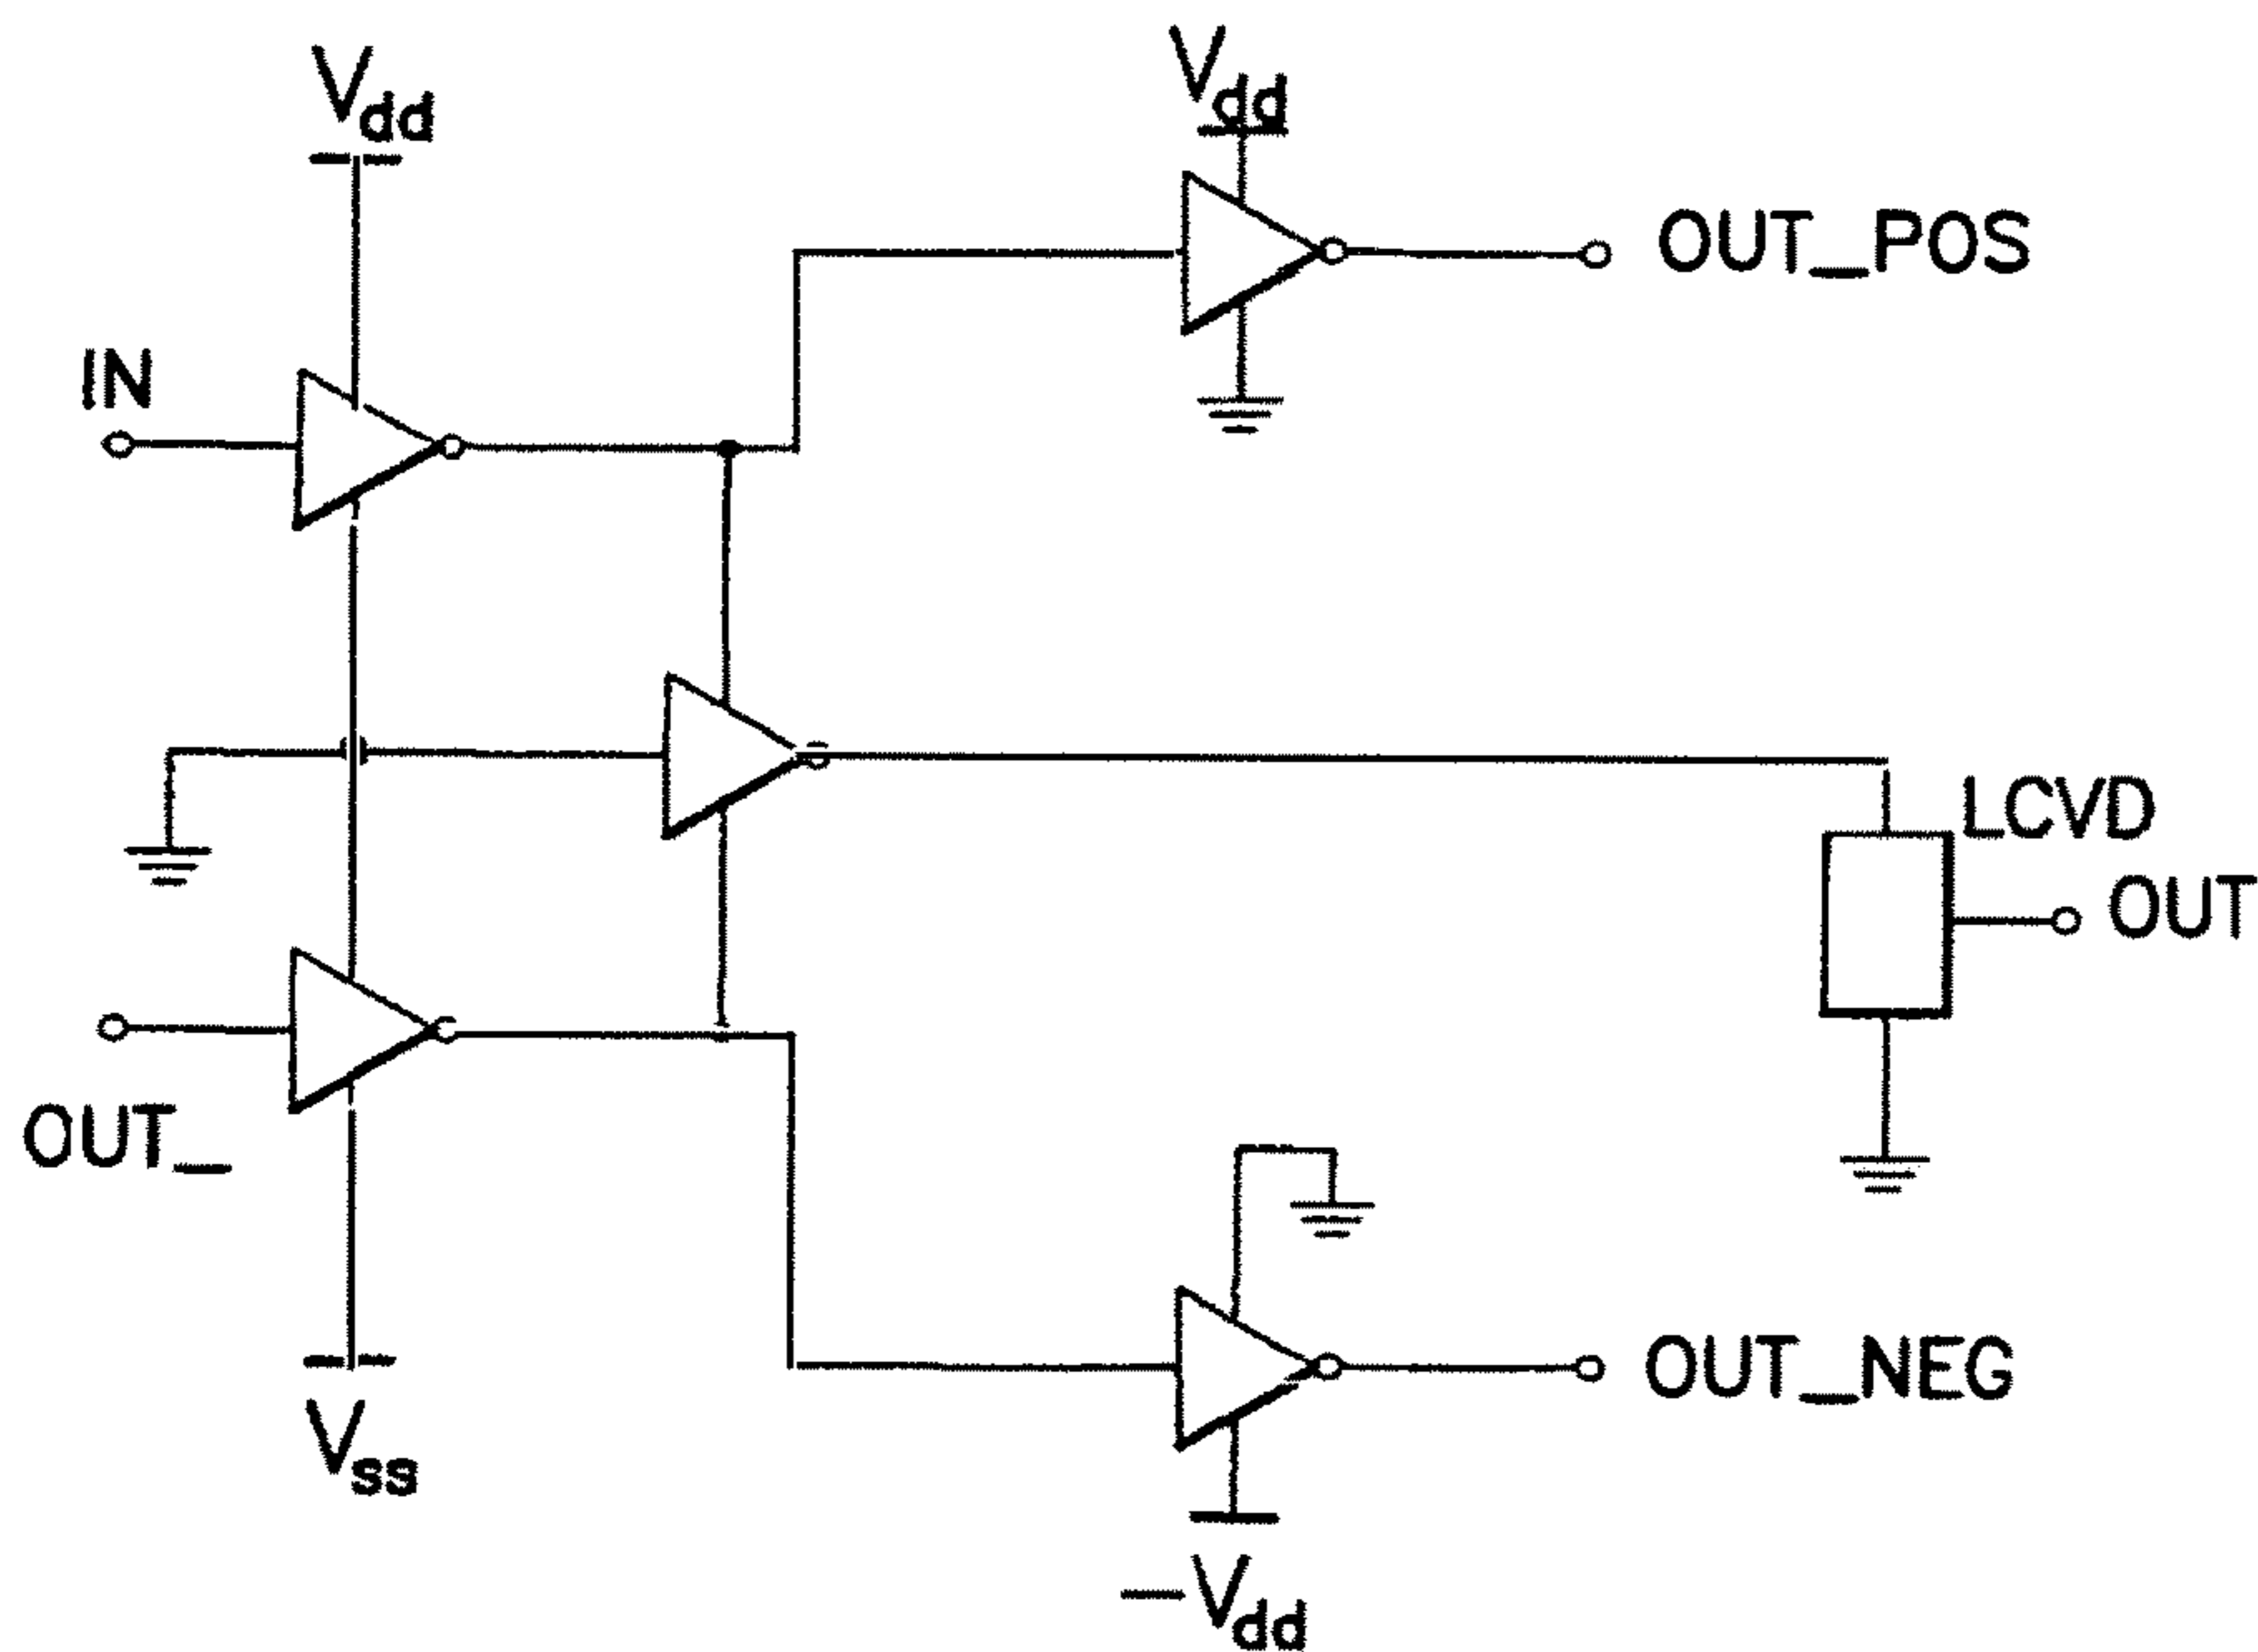 Vdd
Vdd
OUT_POS
IN
LCVD
OUT
OUT_
OUT_NEG
Vss
−Vdd